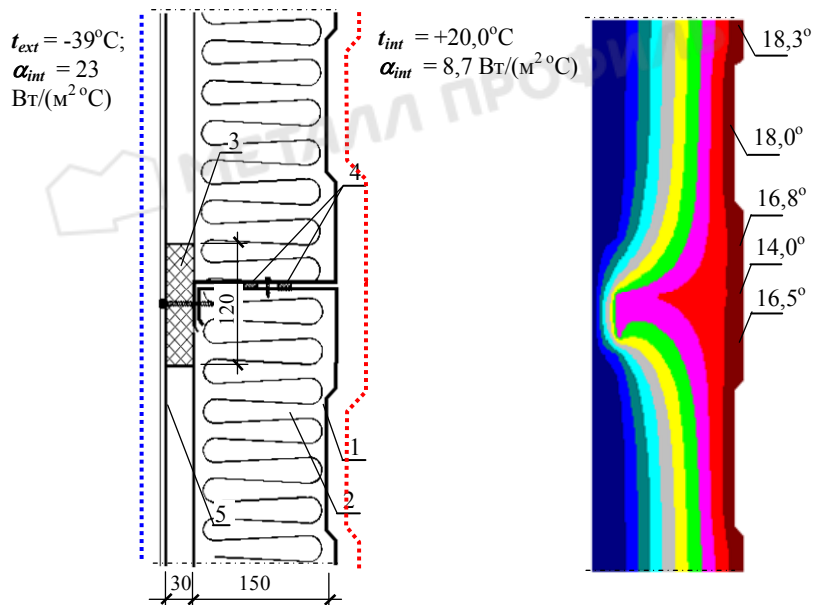 t_ext = -39°С;
α_int = 23
Вт/(м² °С)
t_int = +20,0°С
α_int = 8,7 Вт/(м² °С)
МЕТАЛЛ ПРОФИЛЬ
3
4
120
1
2
5
30
150
18,3°
18,0°
16,8°
14,0°
16,5°